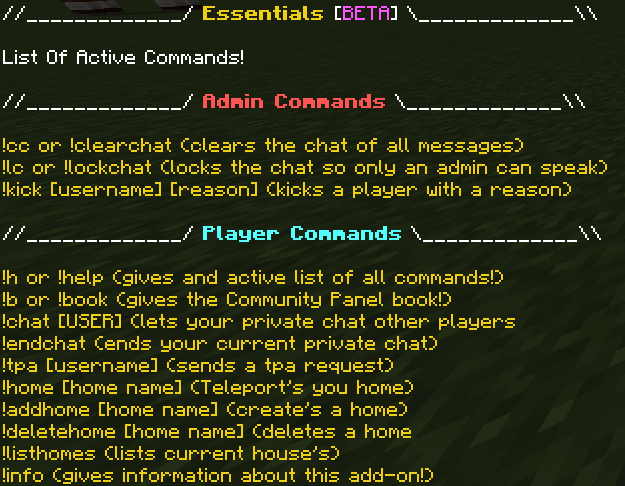 //_____________/ Essentials [BETA] \_____________\\
List Of Active Commands!
//_____________/ Admin Commands \_____________\\
!cc or !clearchat (clears the chat of all messages)
!lc or !lockchat (locks the chat so only an admin can speak)
!kick [username] [reason] (kicks a player with a reason)
//_____________/ Player Commands \_____________\\
!h or !help (gives and active list of all commands!)
!b or !book (gives the Community Panel book!)
!chat [USER] (lets your private chat other players
!endchat (ends your current private chat)
!tpa [username] (sends a tpa request)
!home [home name] (Teleport's you home)
!addhome [home name] (create's a home)
!deletehome [home name] (deletes a home
!listhomes (lists current house's)
!info (gives information about this add-on!)